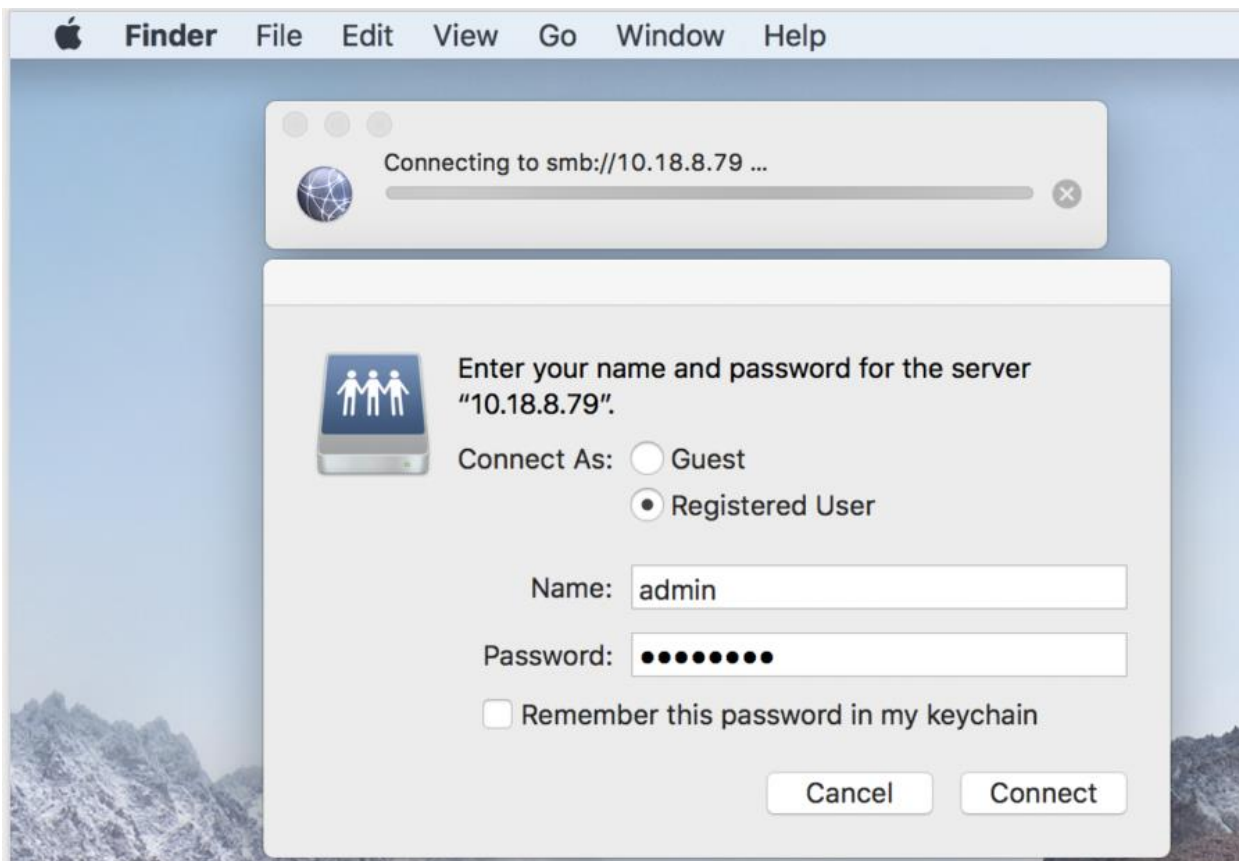 Finder File Edit View Go Window Help
Connecting to smb://10.18.8.79 ...
Enter your name and password for the server
“10.18.8.79”.
Connect As: Guest
Registered User
Name: admin
Password: ●●●●●●●●
Remember this password in my keychain
Cancel Connect